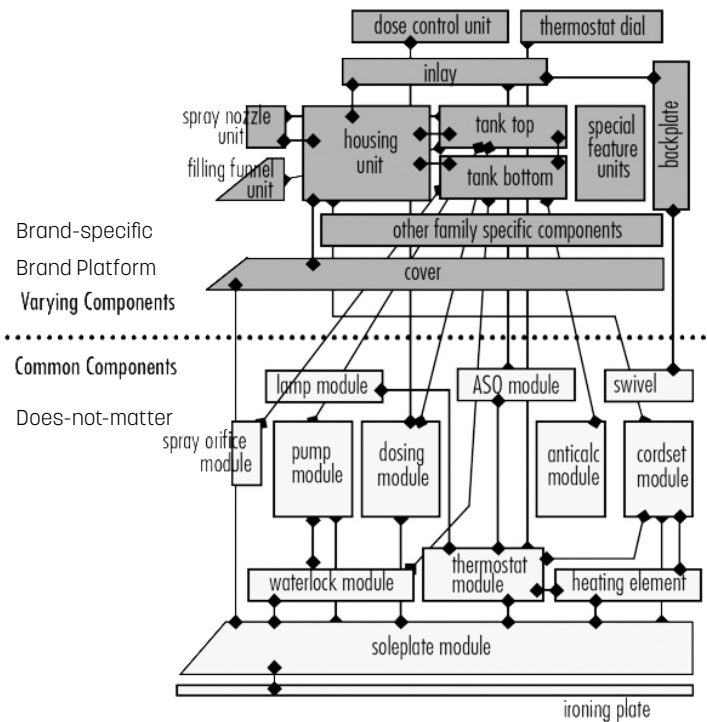 dose control unit
thermostat dial
inlay
spray nozzle
unit
housing
unit
tank top
special
feature
units
backplate
filling funnel
unit
tank bottom
Brand-specific
other family specific components
Brand Platform
cover
Varying Components
Common Components
lamp module
ASO module
swivel
Does-not-matter
spray orifice
module
pump
module
dosing
module
anticalc
module
cordset
module
waterlock module
thermostat
module
heating element
soleplate module
ironing plate